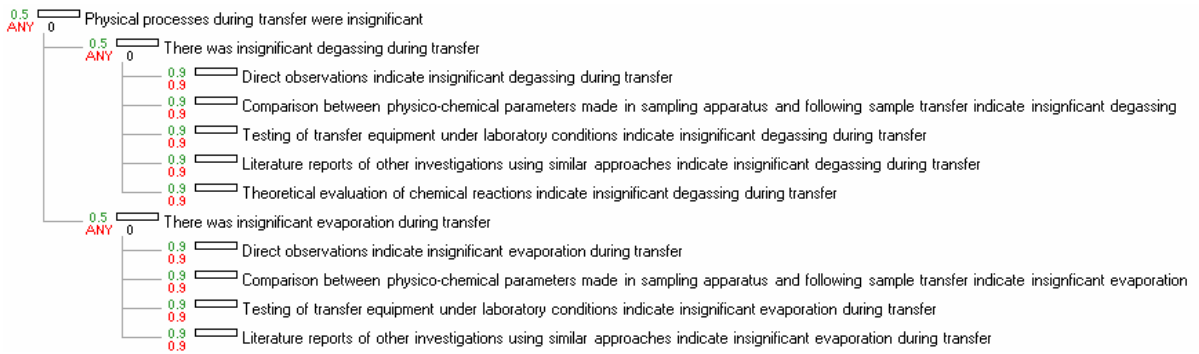 0.5 Physical processes during transfer were insignificant
ANY 0
0.5 There was insignificant degassing during transfer
ANY 0
0.9 Direct observations indicate insignificant degassing during transfer
0.9
0.9 Comparison between physico-chemical parameters made in sampling apparatus and following sample transfer indicate insignficant degassing
0.9
0.9 Testing of transfer equipment under laboratory conditions indicate insignificant degassing during transfer
0.9
0.9 Literature reports of other investigations using similar approaches indicate insignificant degassing during transfer
0.9
0.9 Theoretical evaluation of chemical reactions indicate insignificant degassing during transfer
0.9
0.5 There was insignificant evaporation during transfer
ANY 0
0.9 Direct observations indicate insignificant evaporation during transfer
0.9
0.9 Comparison between physico-chemical parameters made in sampling apparatus and following sample transfer indicate insignficant evaporation
0.9
0.9 Testing of transfer equipment under laboratory conditions indicate insignificant evaporation during transfer
0.9
0.9 Literature reports of other investigations using similar approaches indicate insignificant evaporation during transfer
0.9